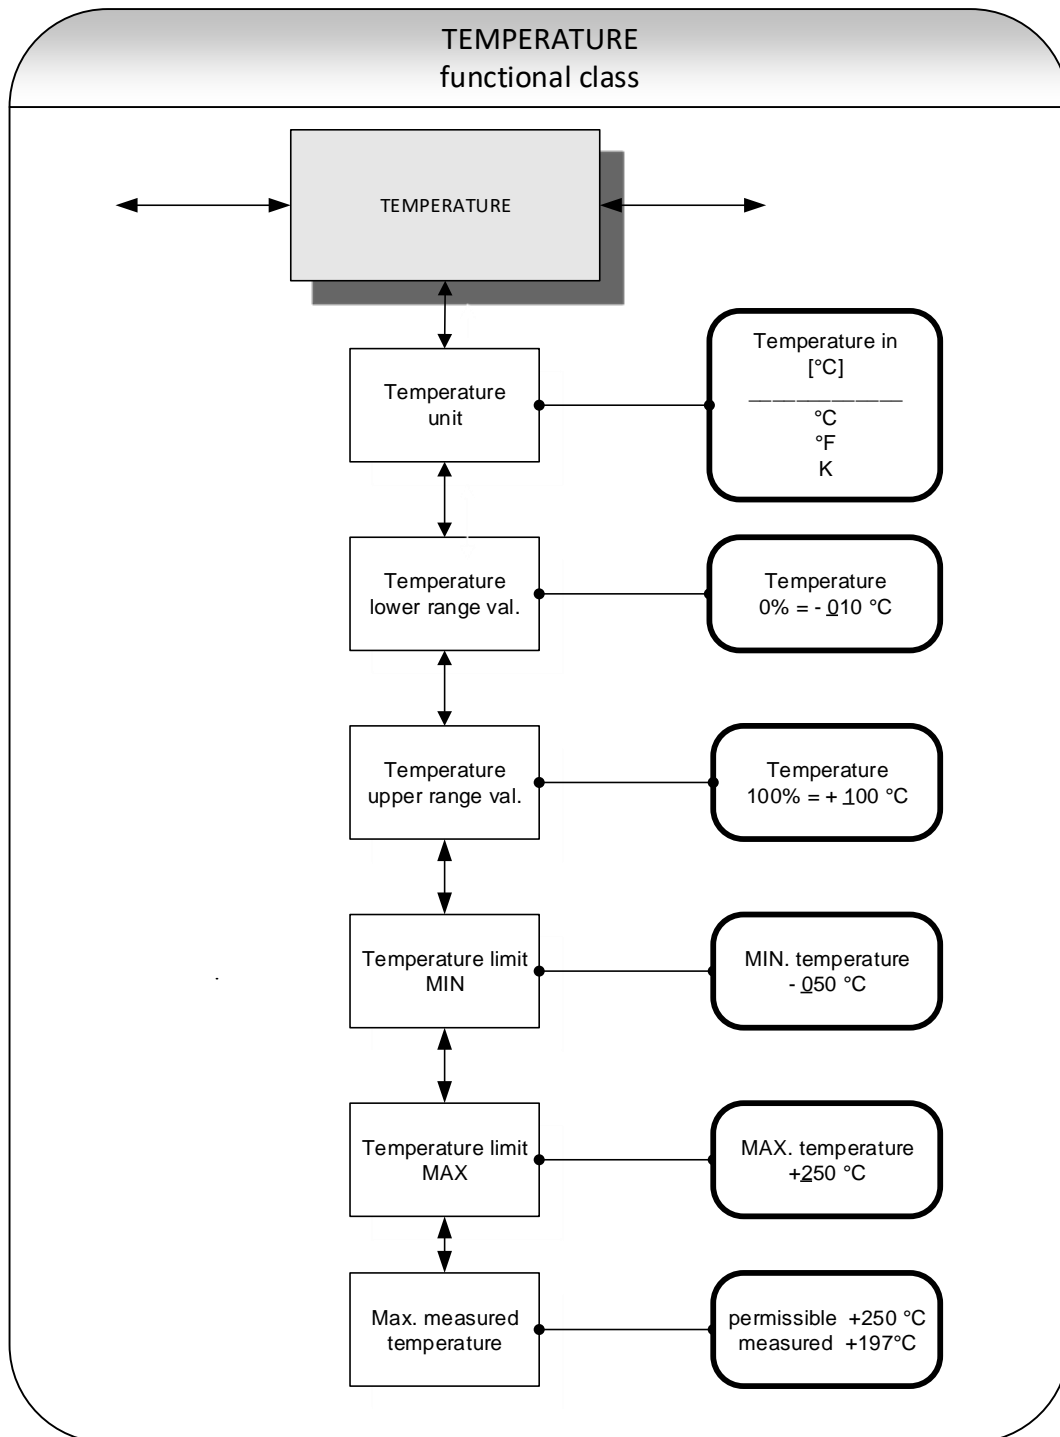 TEMPERATURE
functional class
TEMPERATURE
Temperature
unit
Temperature in
[°C]
_______________
°C
°F
K
Temperature
lower range val.
Temperature
0% = - 010 °C
Temperature
upper range val.
Temperature
100% = + 100 °C
Temperature limit
MIN
MIN. temperature
- 050 °C
Temperature limit
MAX
MAX. temperature
+250 °C
Max. measured
temperature
permissible +250 °C
measured +197°C